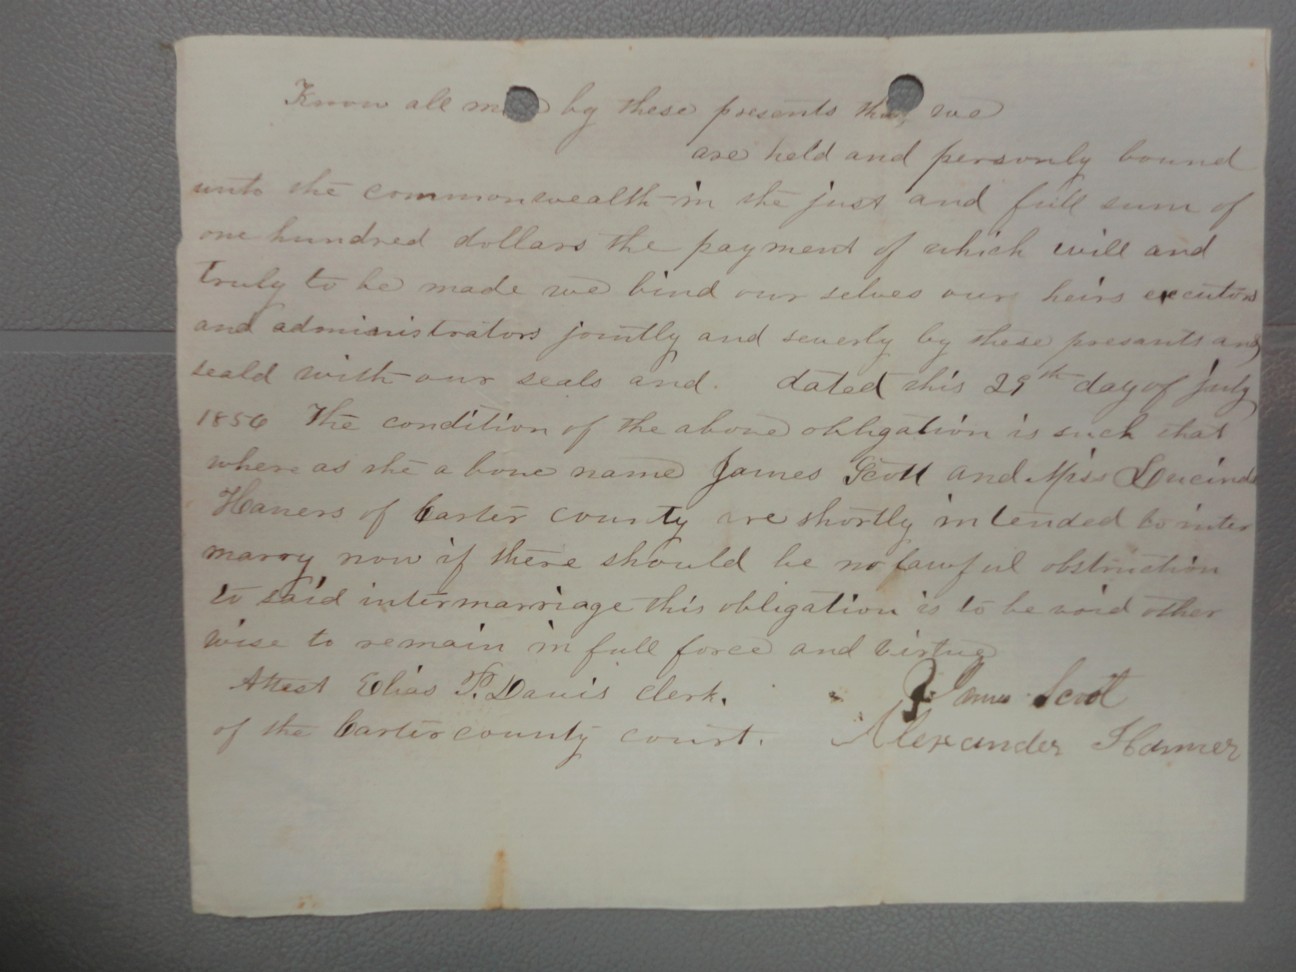 Know all m by these presents that we
are held and personly bound
unto the commonwealth in the just and full sum of
one hundred dollars the payment of which will and
truly to be made we bind our selves our heirs executors
and administrators jointly and severly by these presants and
seald with our seals and . dated this 29th day of july
1856 The condition of the above obligation is such that
where as the a bove name James Scott and Miss Lucinda
Haners of Carter county are shortly intended to inter
marry now if there should be no lawful obstruction
to said intermarriage this obligation is to be void other
wise to remain in full force and virtue
Attest Elias P. Davis clerk. James Scott
of the Carter county court. Alexander Hanner